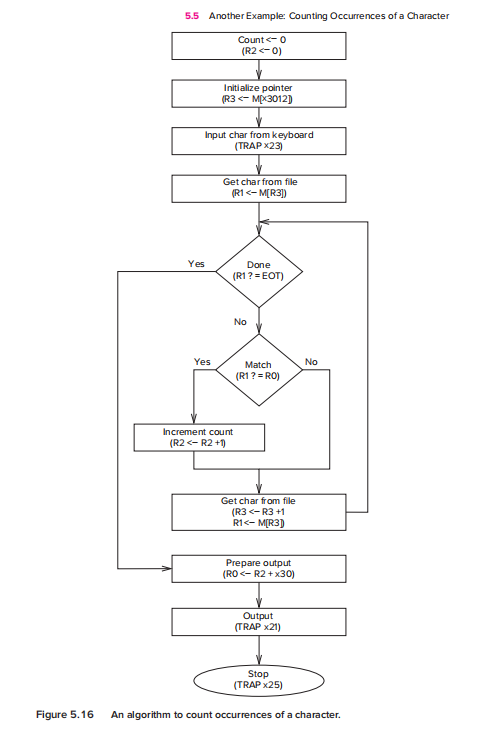 5.5 Another Example: Counting Occurrences of a Character
Count <– 0
(R2 <– 0)
Initialize pointer
(R3 <– M[x3012])
Input char from keyboard
(TRAP x23)
Get char from file
(R1 <– M[R3])
Yes
Done
(R1 ? = EOT)
No
Yes
Match
(R1 ? = R0)
No
Increment count
(R2 <– R2 +1)
Get char from file
(R3 <– R3 +1
R1 <– M[R3])
Prepare output
(R0 <– R2 + x30)
Output
(TRAP x21)
Stop
(TRAP x25)
Figure 5.16 An algorithm to count occurrences of a character.